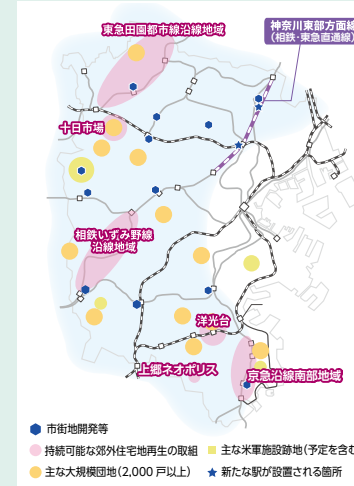 東急田園都市線沿線地域
神奈川東部方面線
(相鉄・東急直通線)
十日市場
相鉄いずみ野線
沿線地域
洋光台
上郷ネオポリス
京急沿線南部地域
市街地開発等
持続可能な郊外住宅地再生の取組
主な米軍施設跡地(予定を含む
主な大規模団地(2,000 戸以上)
新たな駅が設置される箇所